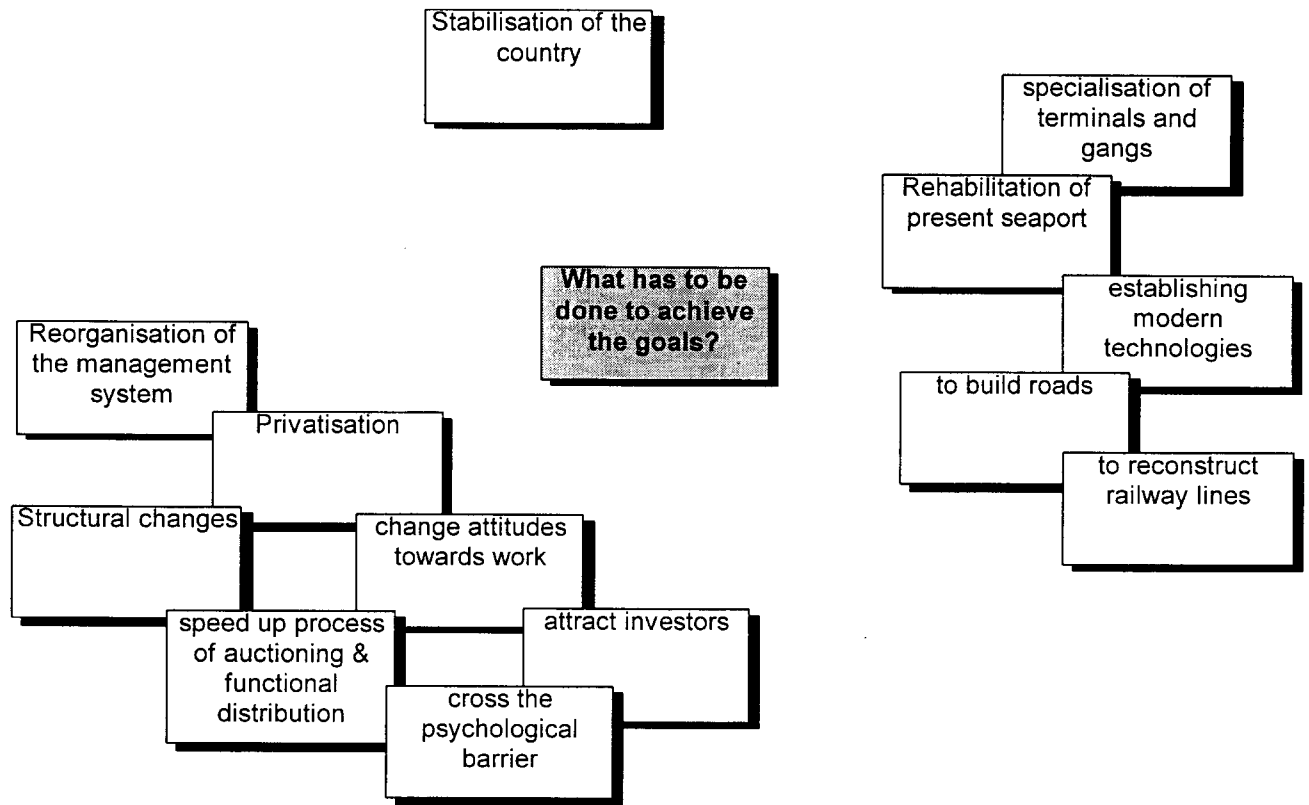 Stabilisation of the
country
specialisation of
terminals and
gangs
Rehabilitation of
present seaport
What has to be
done to achieve
the goals?
establishing
modern
technologies
Reorganisation of
the management
system
to build roads
Privatisation
to reconstruct
railway lines
Structural changes
change attitudes
towards work
speed up process
of auctioning &
functional
distribution
attract investors
cross the
psychological
barrier